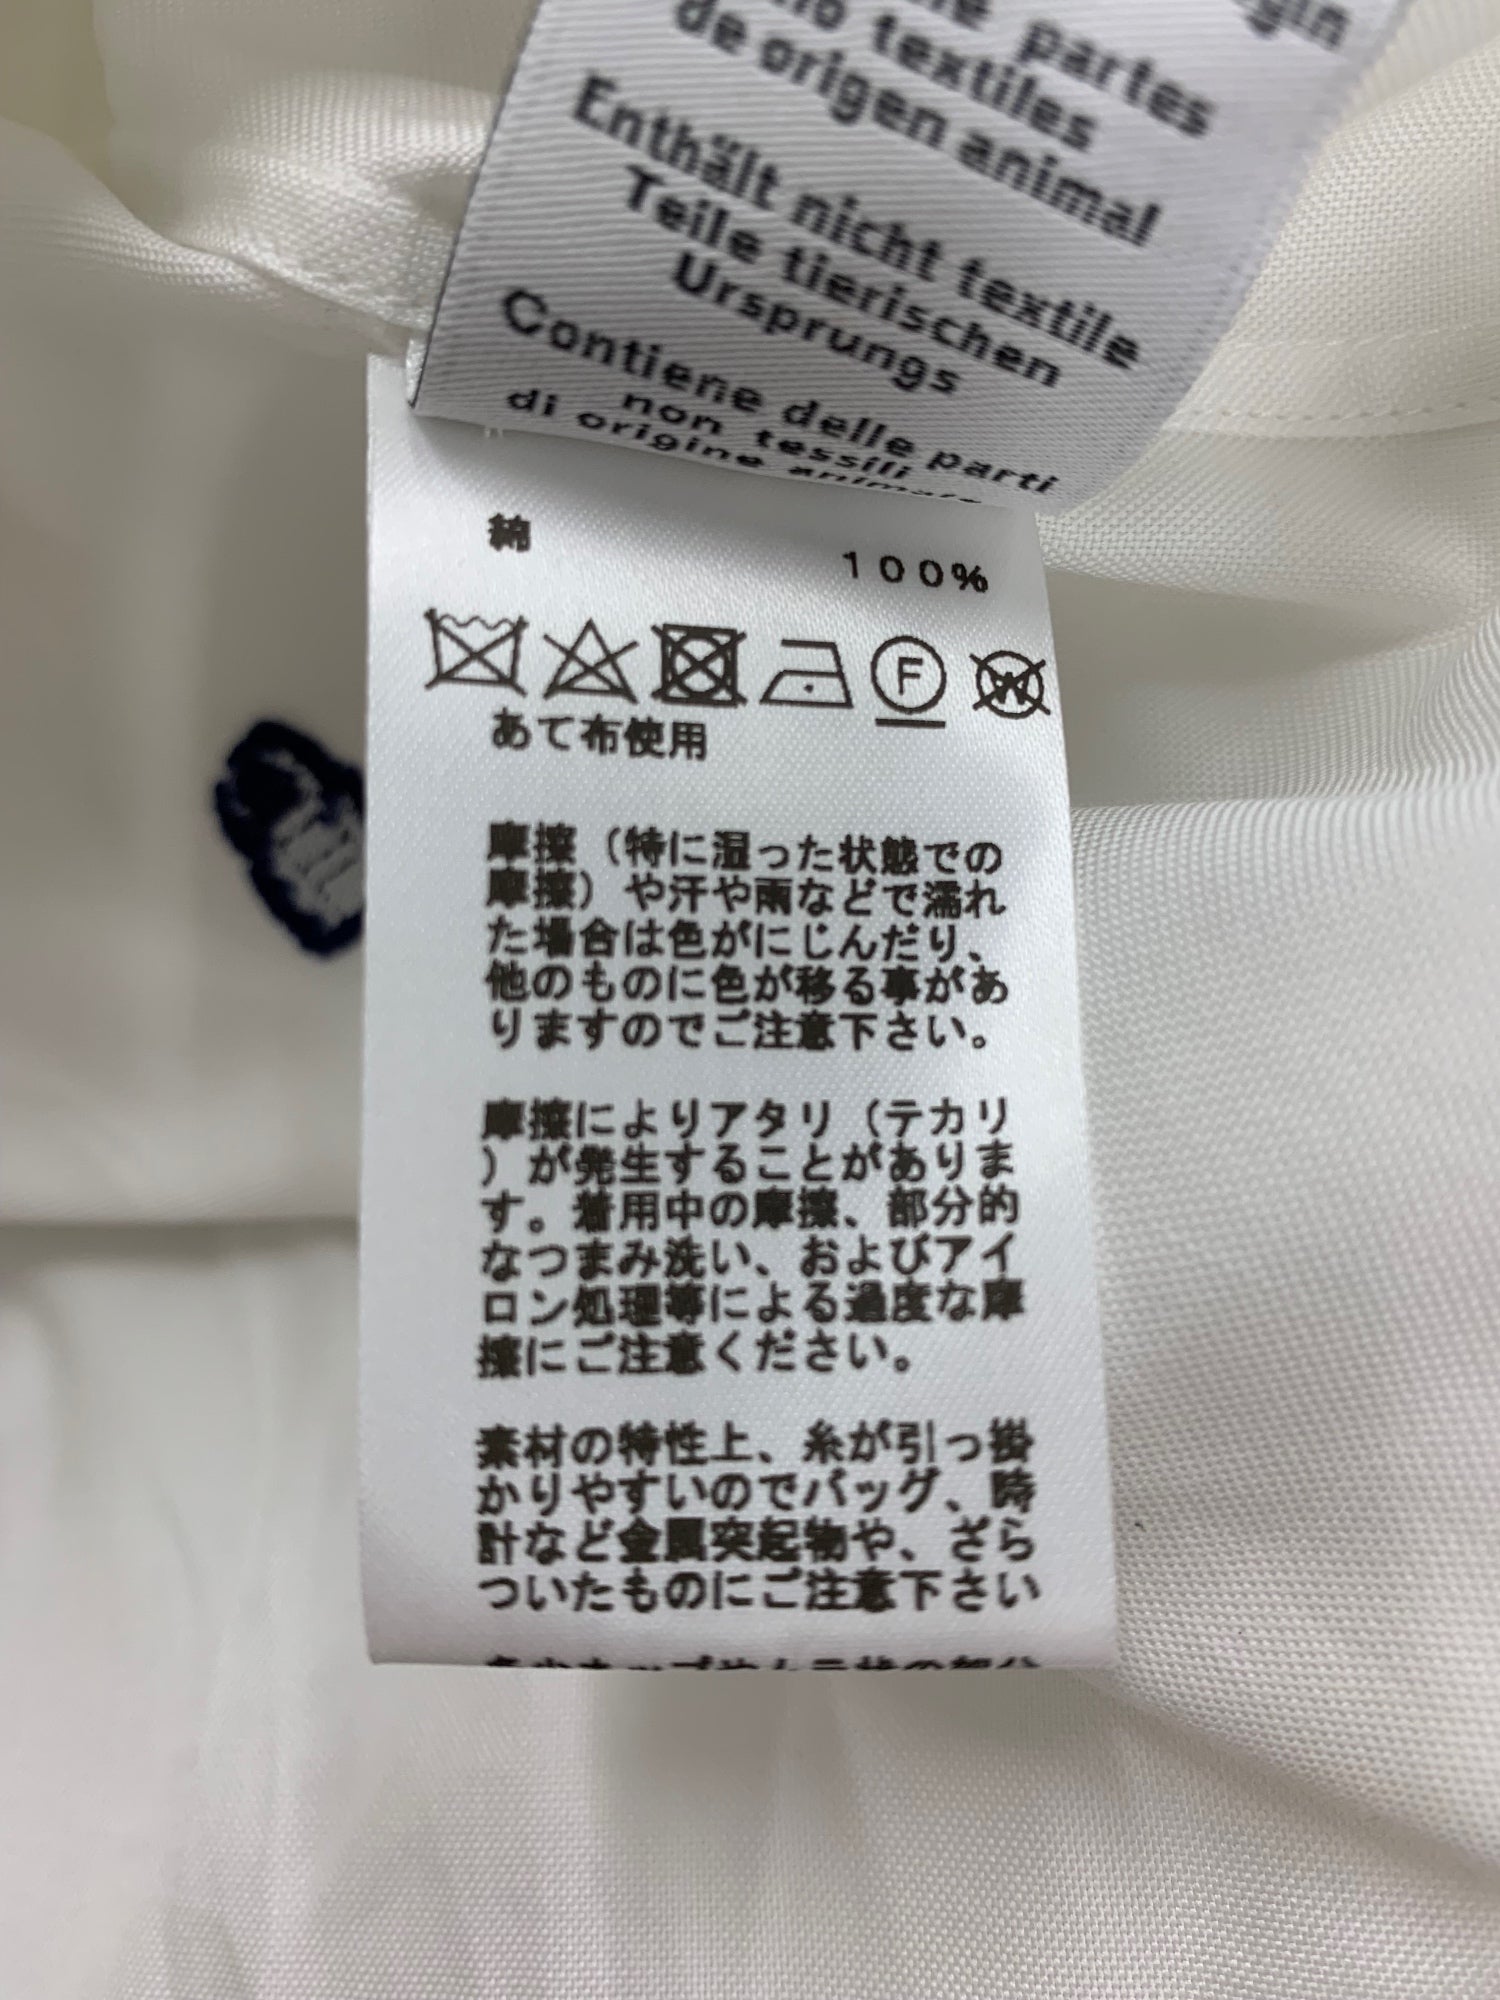 partes
no textiles
de origen animal
Enthält nicht textile
Teile tierischen
Ursprungs
Contiene delle parti
non tessili
di origine animale
綿 100%
F W
あて布使用
摩擦（特に湿った状態での
摩擦）や汗や雨などで濡れ
た場合は色がにじんだり、
他のものに色が移る事があ
りますのでご注意下さい。
摩擦によりアタリ（テカリ
）が発生することがありま
す。着用中の摩擦、部分的
なつまみ洗い、およびアイ
ロン処理等による過度な摩
擦にご注意ください。
素材の特性上、糸が引っ掛
かりやすいのでバッグ、時
計など金属突起物や、ざら
ついたものにご注意下さい